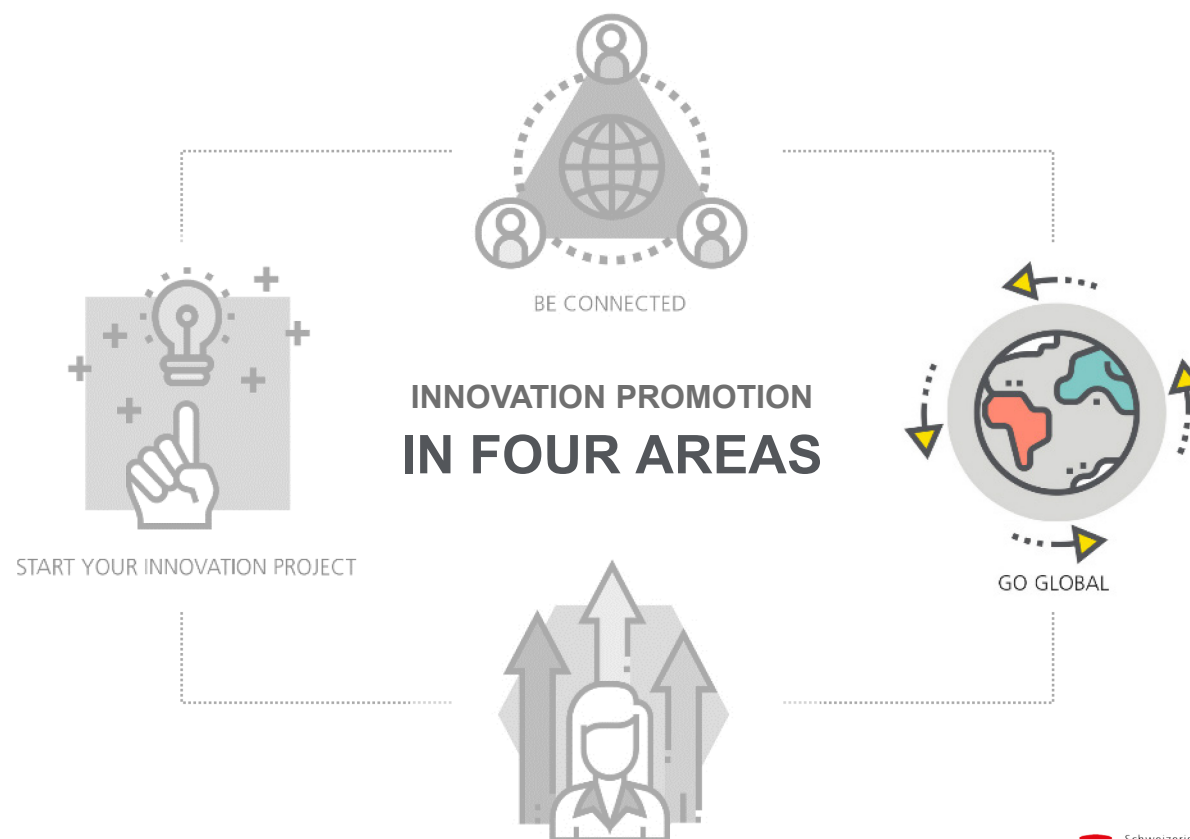 BE CONNECTED
INNOVATION PROMOTION
IN FOUR AREAS
START YOUR INNOVATION PROJECT
GO GLOBAL